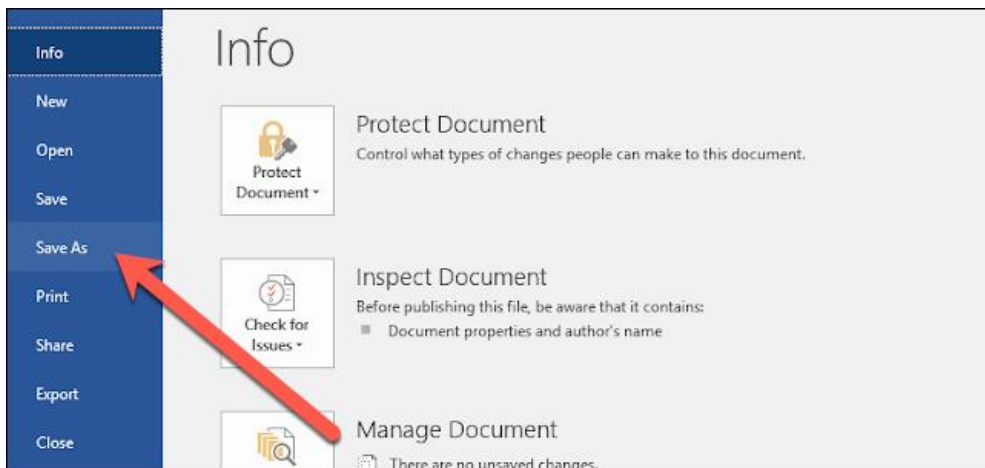 Info
New
Open
Save
Save As
Print
Share
Export
Close
Info
Protect
Document
Protect Document
Control what types of changes people can make to this document.
Check for
Issues
Inspect Document
Before publishing this file, be aware that it contains:
Document properties and author's name
Manage Document
There are no unsaved changes.